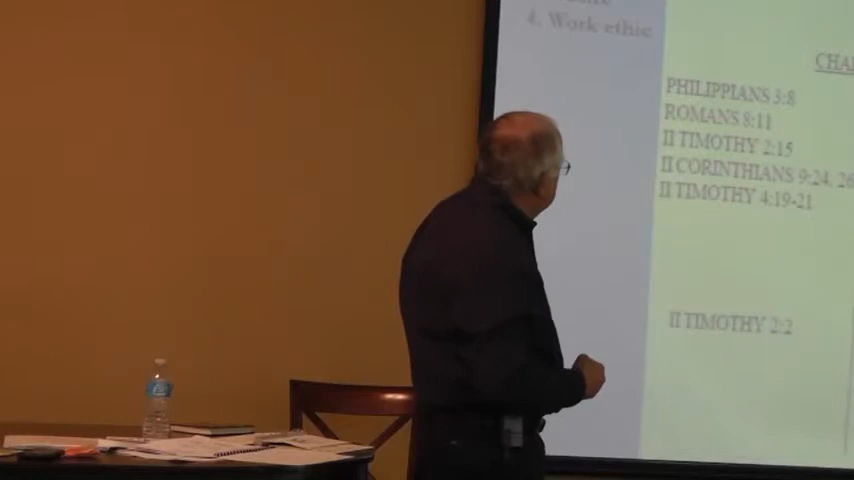 4. Work ethic
PHILIPPIANS 3:8
ROMANS 8:11
II TIMOTHY 2:15
II CORINTHIANS 9:24, 26
II TIMOTHY 4:19-21
II TIMOTHY 2:2